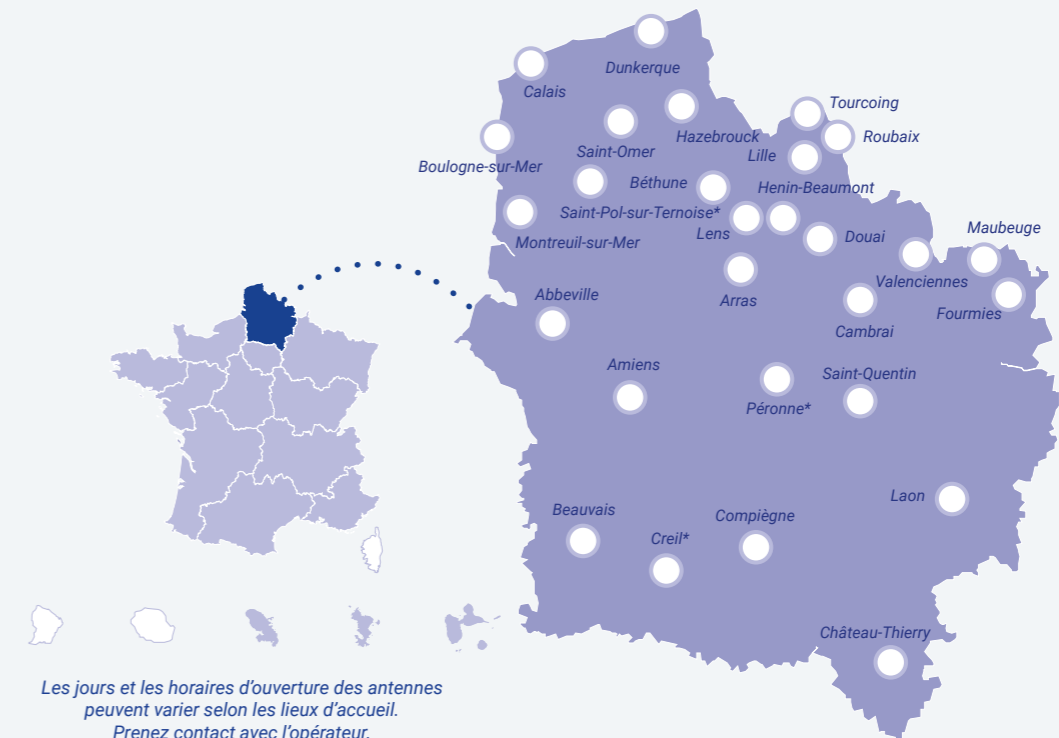 Dunkerque
Calais
Tourcoing
Hazebrouck
Roubaix
Saint-Omer
Lille
Boulogne-sur-Mer
Béthune
Henin-Beaumont
Saint-Pol-sur-Ternoise*
Lens
Montreuil-sur-Mer
Douai
Maubeuge
Valenciennes
Abbeville
Arras
Fournies
Cambrai
Amiens
Saint-Quentin
Péronne*
Laon
Beauvais
Compiègne
Creil*
Château-Thierry
Les jours et les horaires d'ouverture des antennes
peuvent varier selon les lieux d'accueil.
Prenez contact avec l'opérateur.